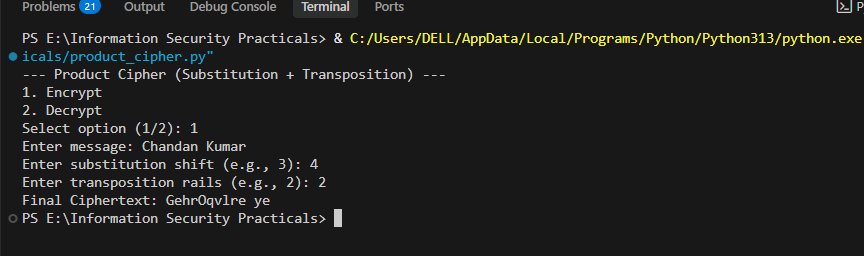 Problems 21 Output Debug Console Terminal Ports
PS E:\Information Security Practicals> & C:/Users/DELL/AppData/Local/Programs/Python/Python313/python.exe
icals/product_cipher.py"
--- Product Cipher (Substitution + Transposition) ---
1. Encrypt
2. Decrypt
Select option (1/2): 1
Enter message: Chandan Kumar
Enter substitution shift (e.g., 3): 4
Enter transposition rails (e.g., 2): 2
Final Ciphertext: GehrOqvlre ye
PS E:\Information Security Practicals>